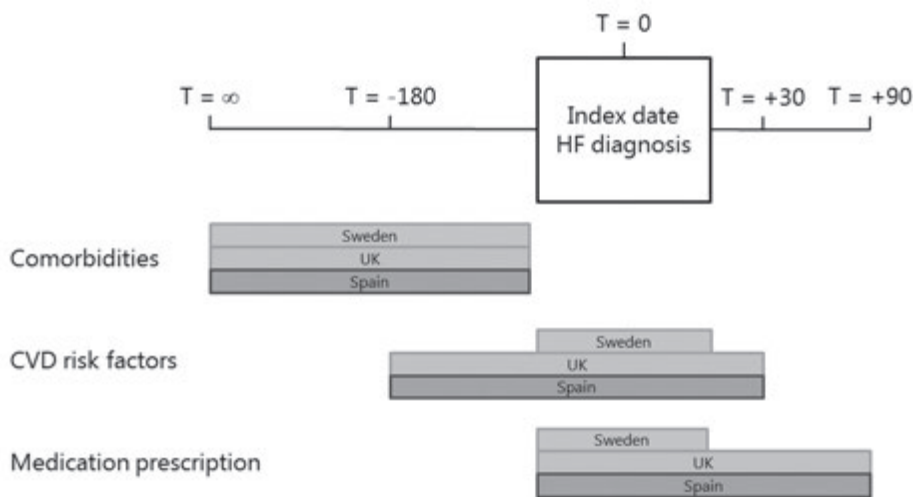 T = 0
T = ∞ T = -180 T = +30 T = +90
Index date
HF diagnosis
Sweden
Comorbidities
UK
Spain
Sweden
CVD risk factors
UK
Spain
Sweden
Medication prescription
UK
Spain